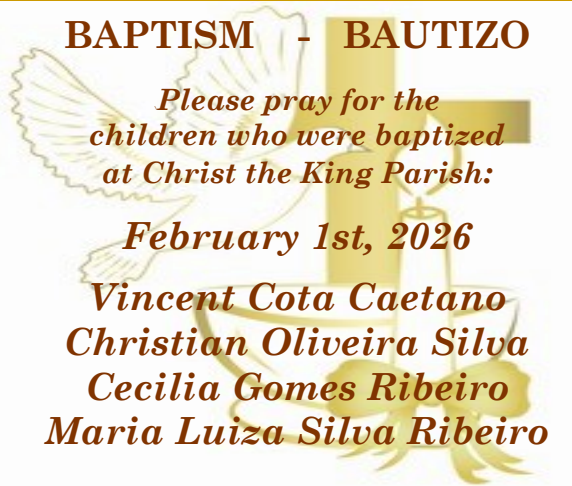 BAPTISM - BAUTIZO
Please pray for the
children who were baptized
at Christ the King Parish:
February 1st, 2026
Vincent Cota Caetano
Christian Oliveira Silva
Cecilia Gomes Ribeiro
Maria Luiza Silva Ribeiro